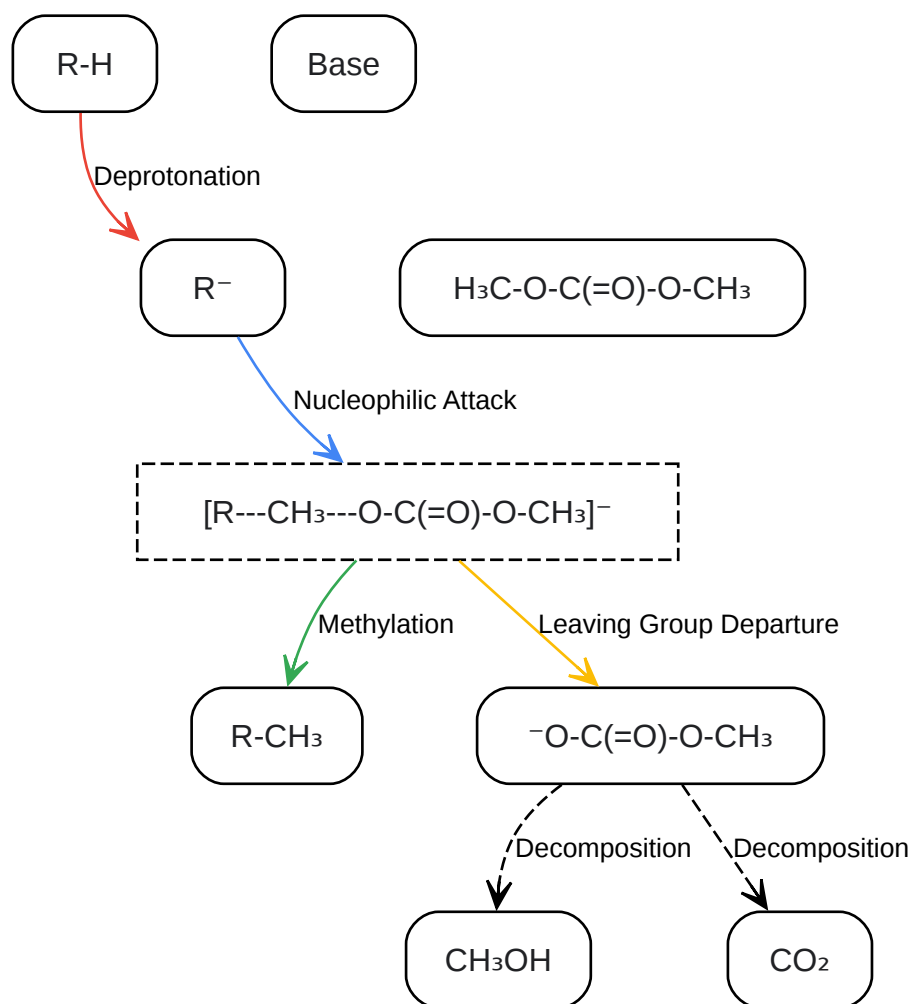 R-H
Base
Deprotonation
R⁻
H₃C-O-C(=O)-O-CH₃
Nucleophilic Attack
[R---CH₃---O-C(=O)-O-CH₃]⁻
Methylation
Leaving Group Departure
R-CH₃
⁻O-C(=O)-O-CH₃
Decomposition
Decomposition
CH₃OH
CO₂